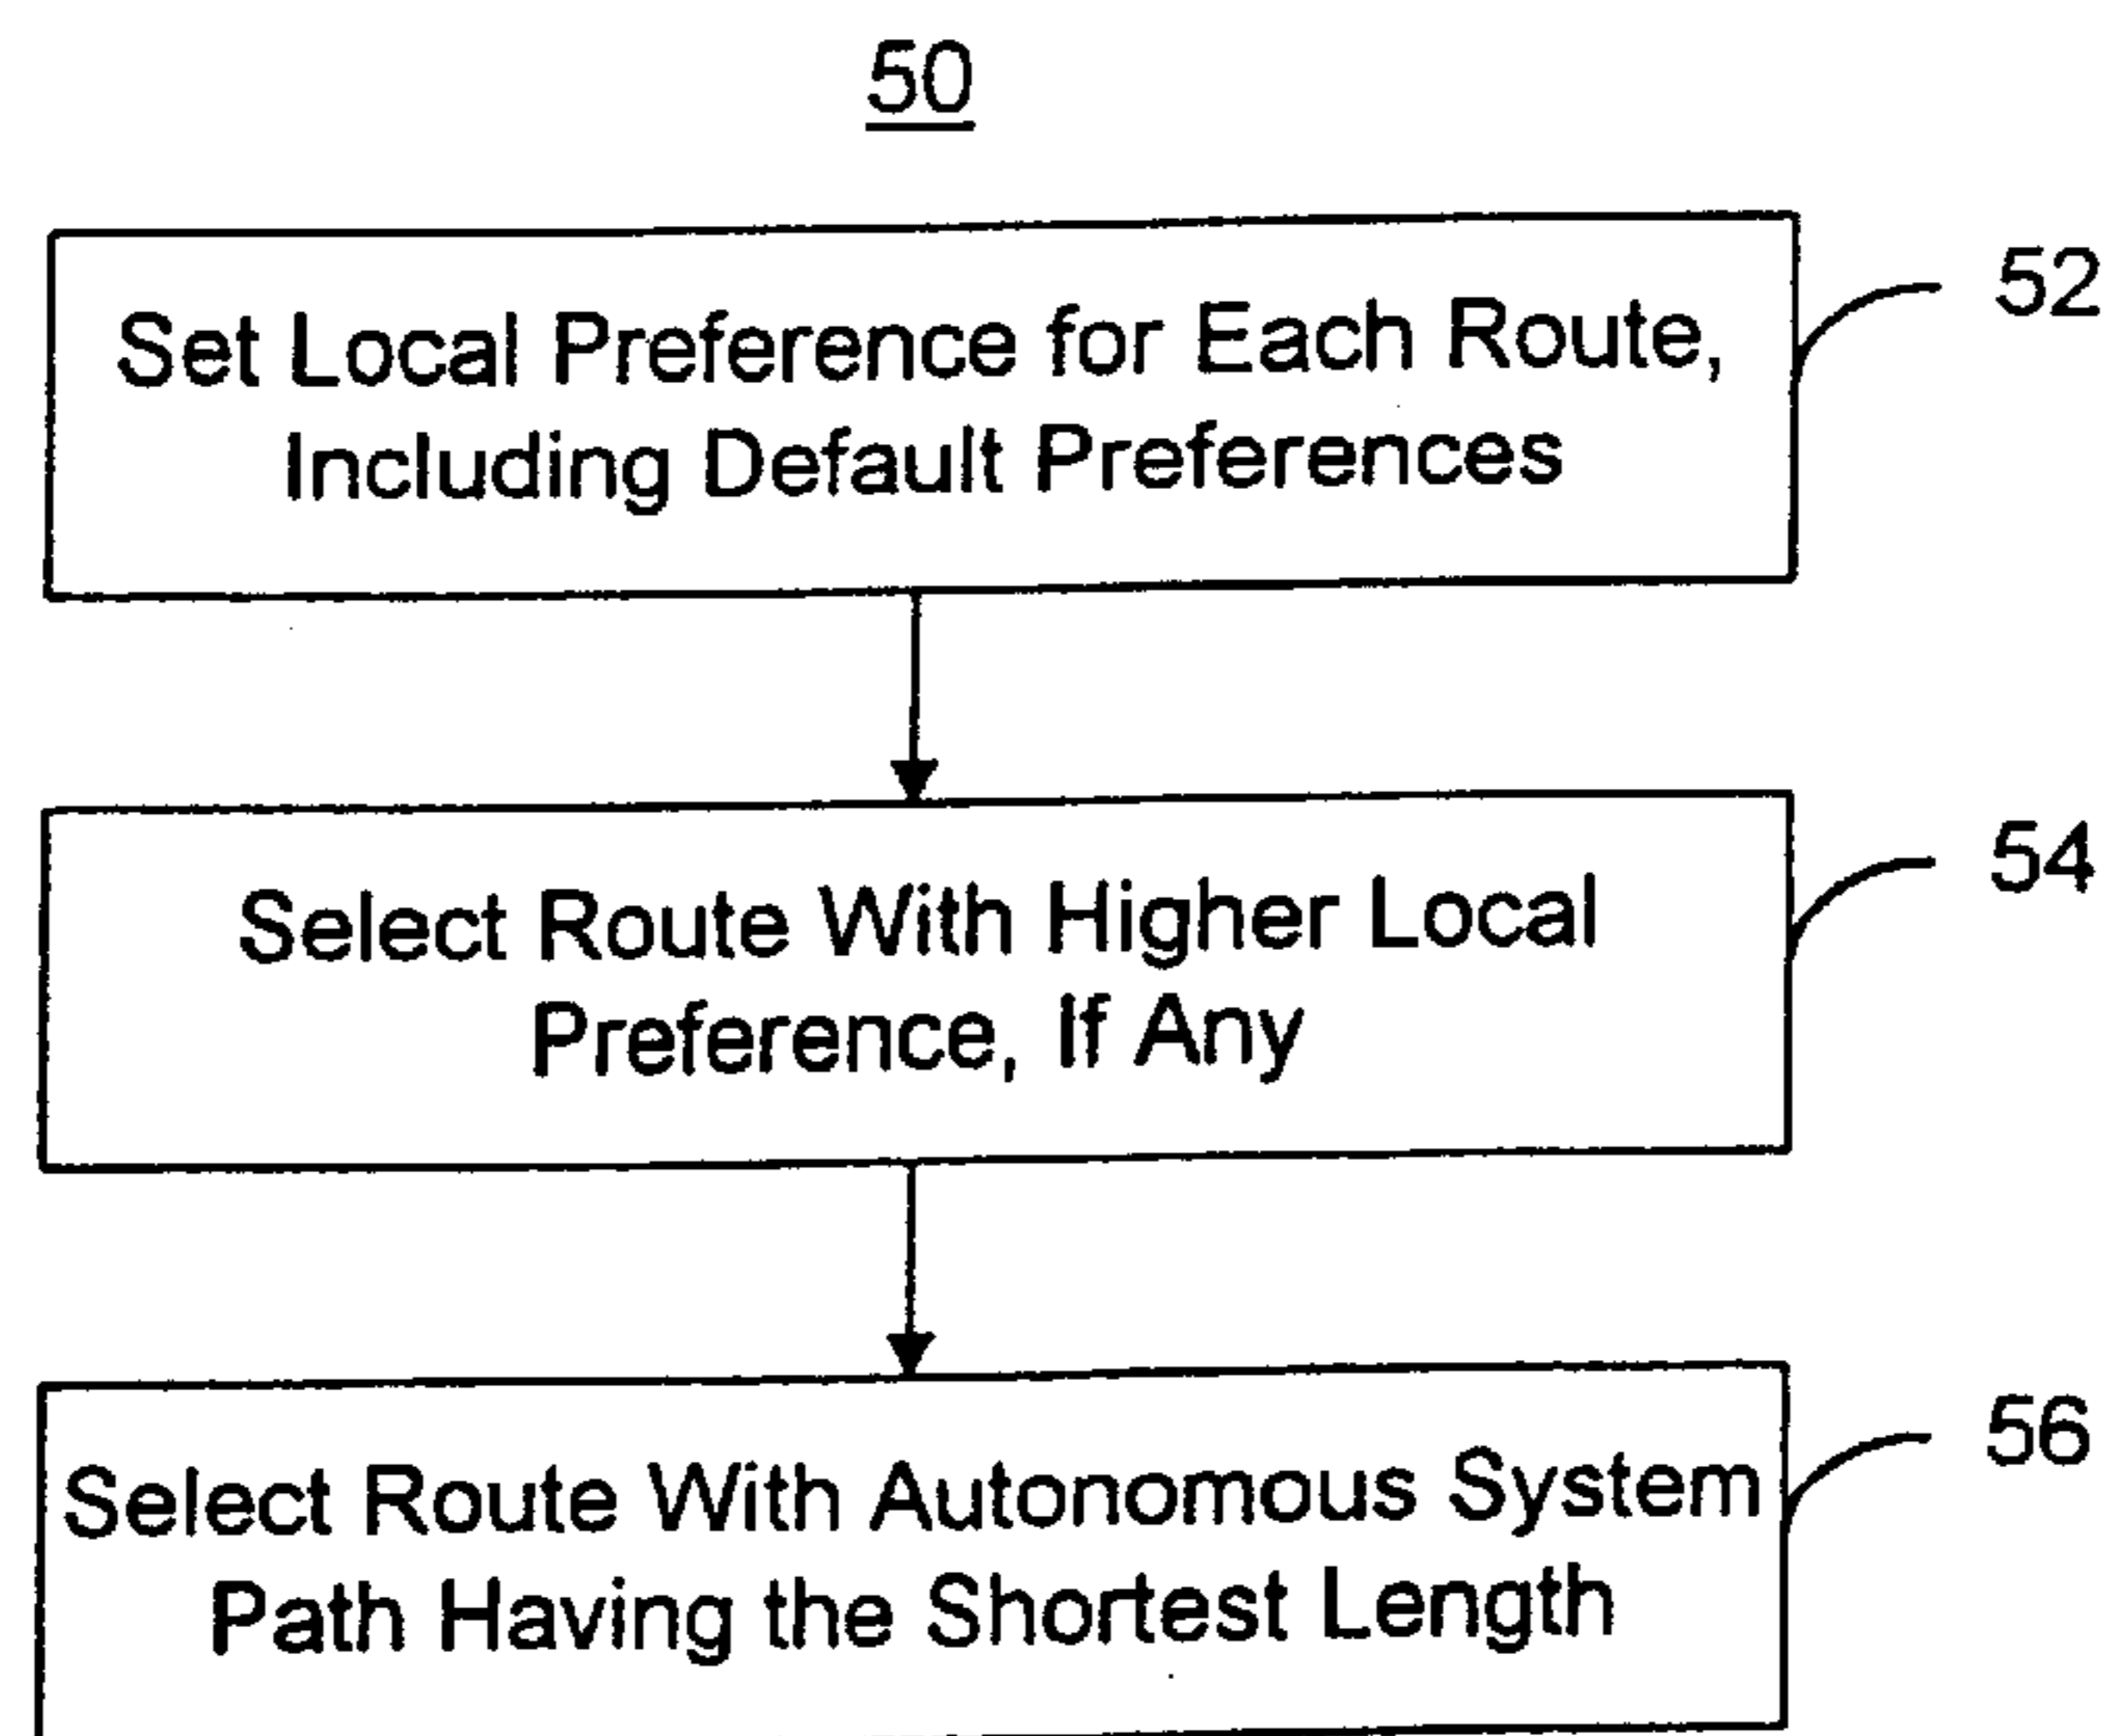 50
Set Local Preference for Each Route,
Including Default Preferences
52
Select Route With Higher Local
Preference, If Any
54
Select Route With Autonomous System
Path Having the Shortest Length
56